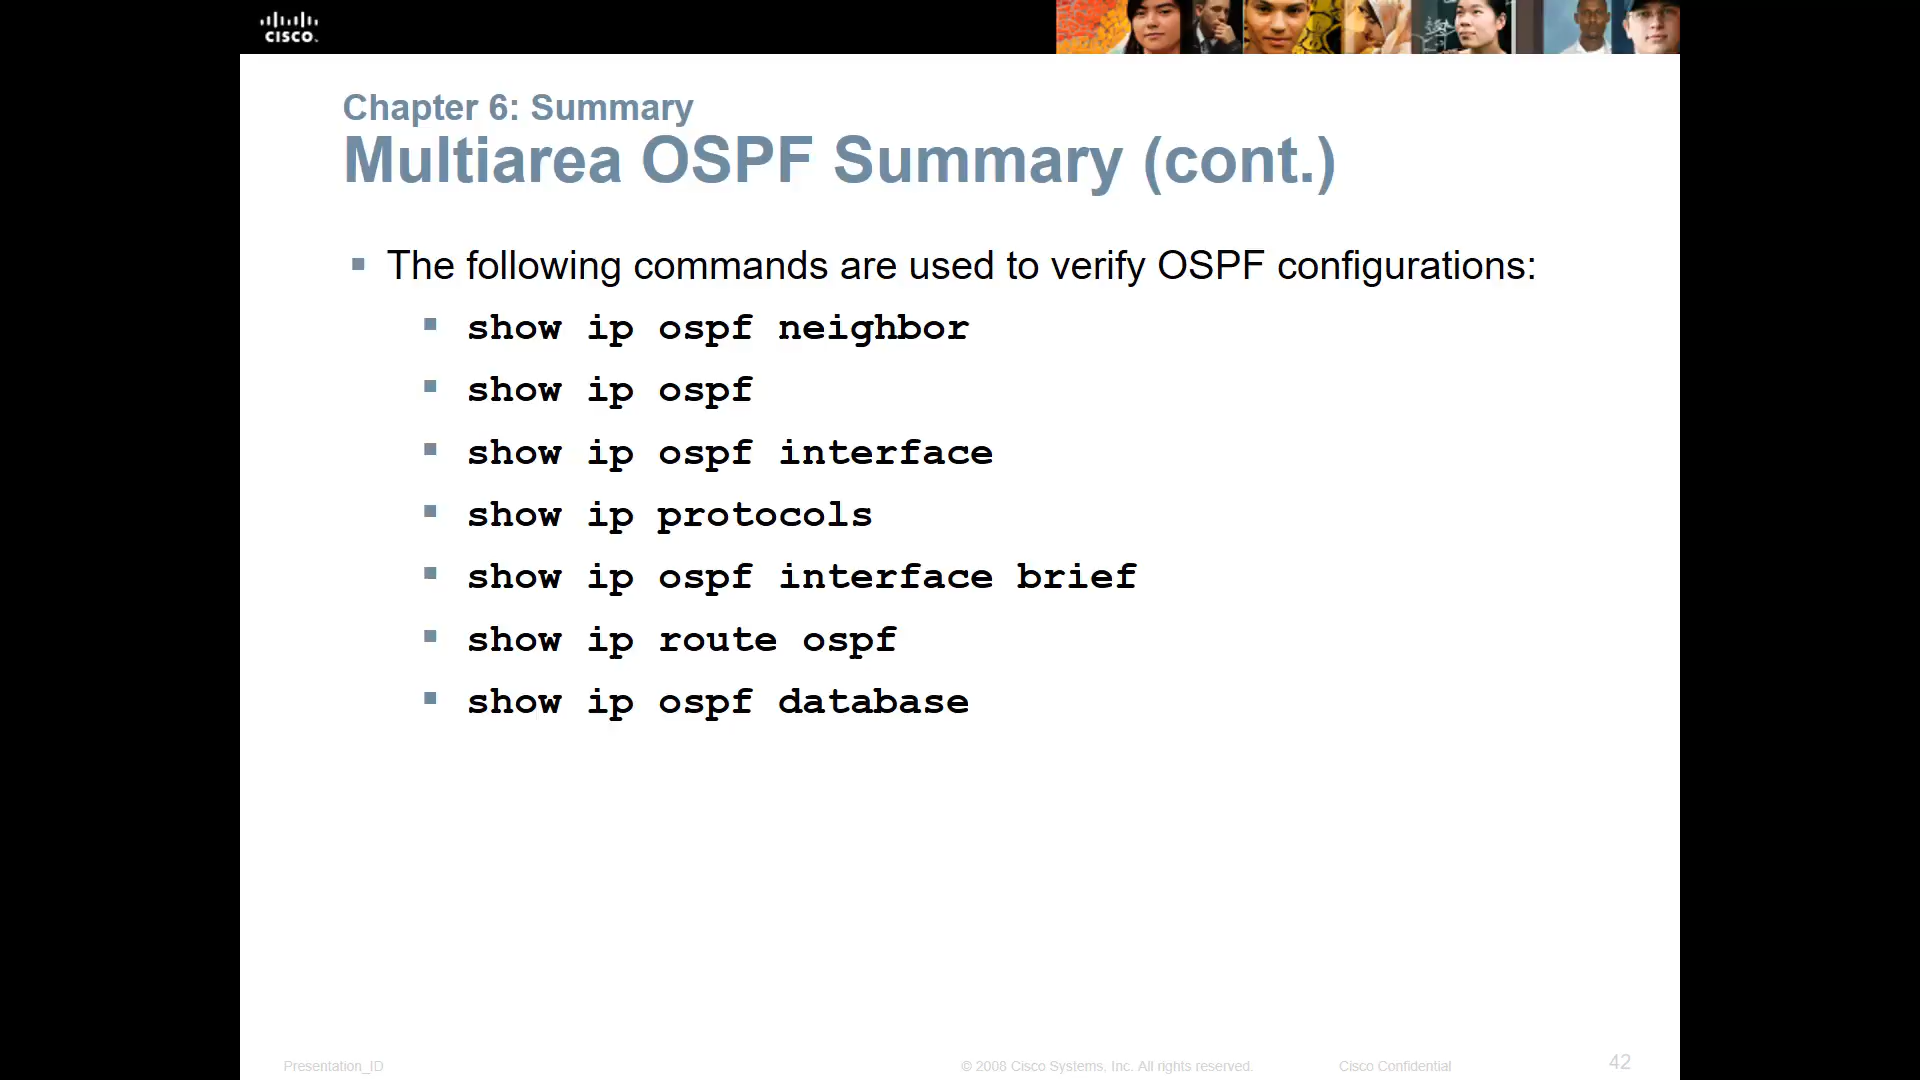 CISCO.
Chapter 6: Summary
Multiarea OSPF Summary (cont.)
The following commands are used to verify OSPF configurations:
show ip ospf neighbor
show ip ospf
show ip ospf interface
show ip protocols
show ip ospf interface brief
show ip route ospf
show ip ospf database
Presentation_ID © 2008 Cisco Systems, Inc. All rights reserved. Cisco Confidential 42